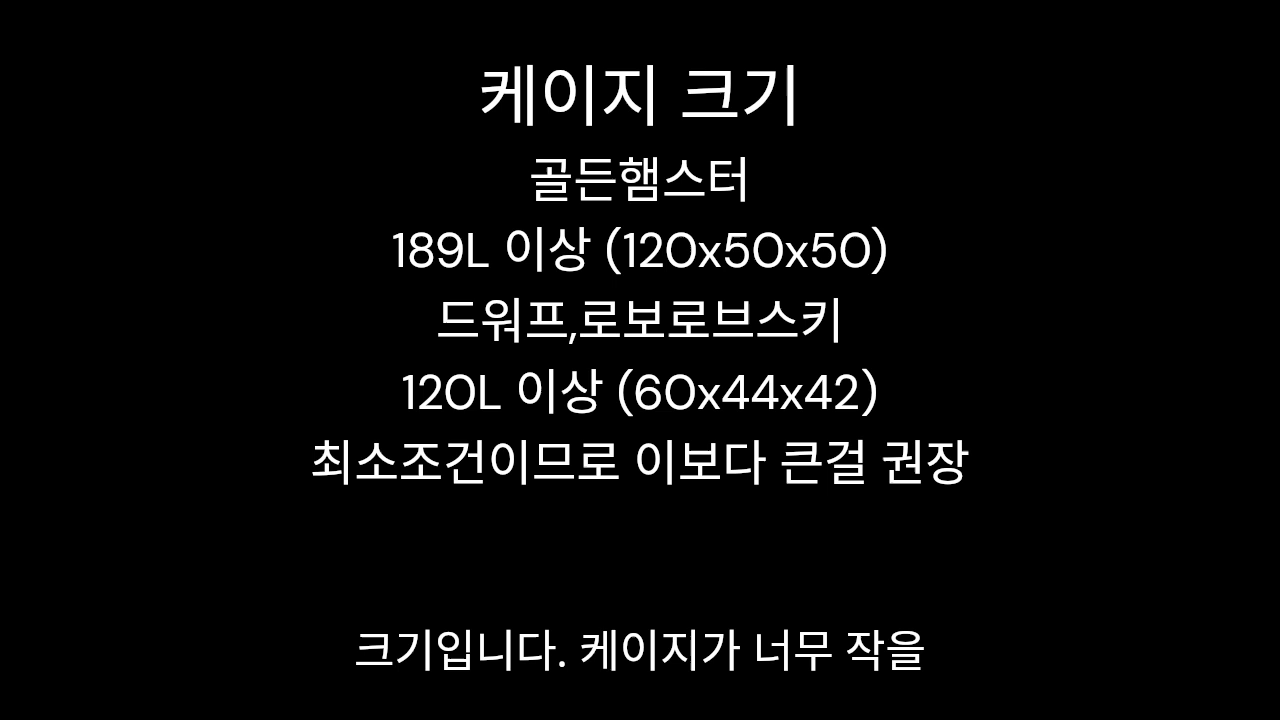 케이지 크기
골든햄스터
189L 이상 (120x50x50)
드워프,로보로브스키
120L 이상 (60x44x42)
최소조건이므로 이보다 큰걸 권장
크기입니다. 케이지가 너무 작을